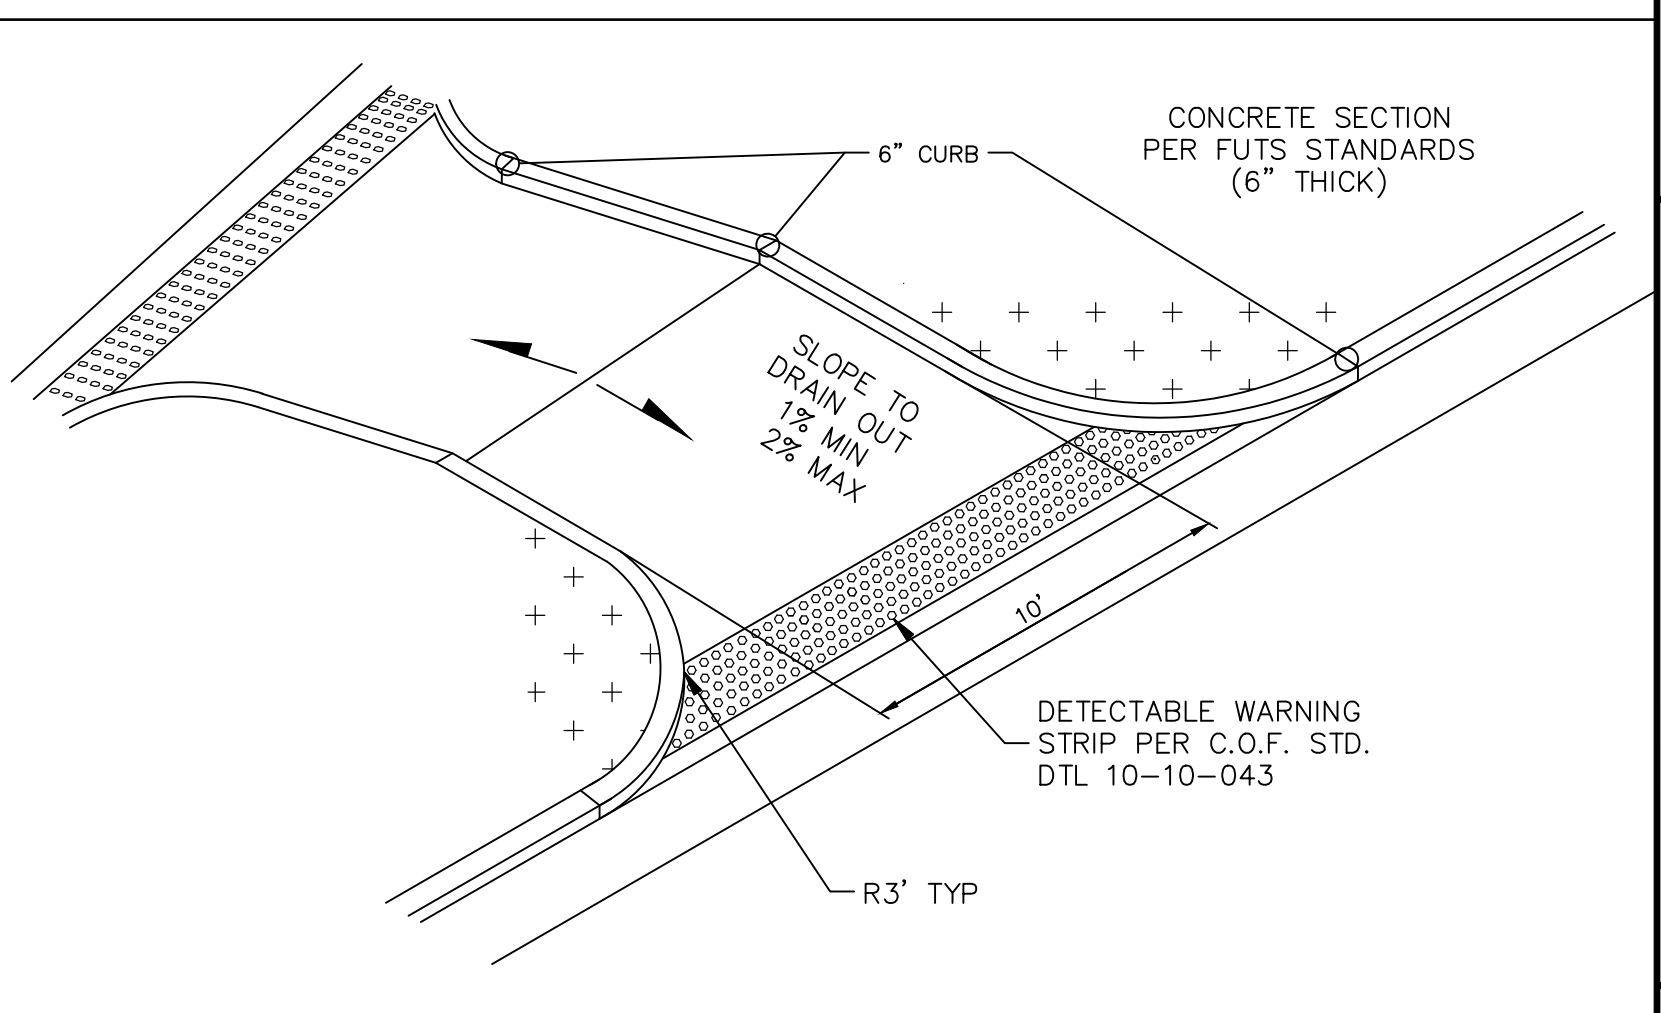 CONCRETE SECTION
PER FUTS STANDARDS
(6” THICK)
6” CURB
SLOPE TO
DRAIN OUT
1% MIN
2% MAX
10’
DETECTABLE WARNING
STRIP PER C.O.F. STD.
DTL 10-10-043
R3’ TYP